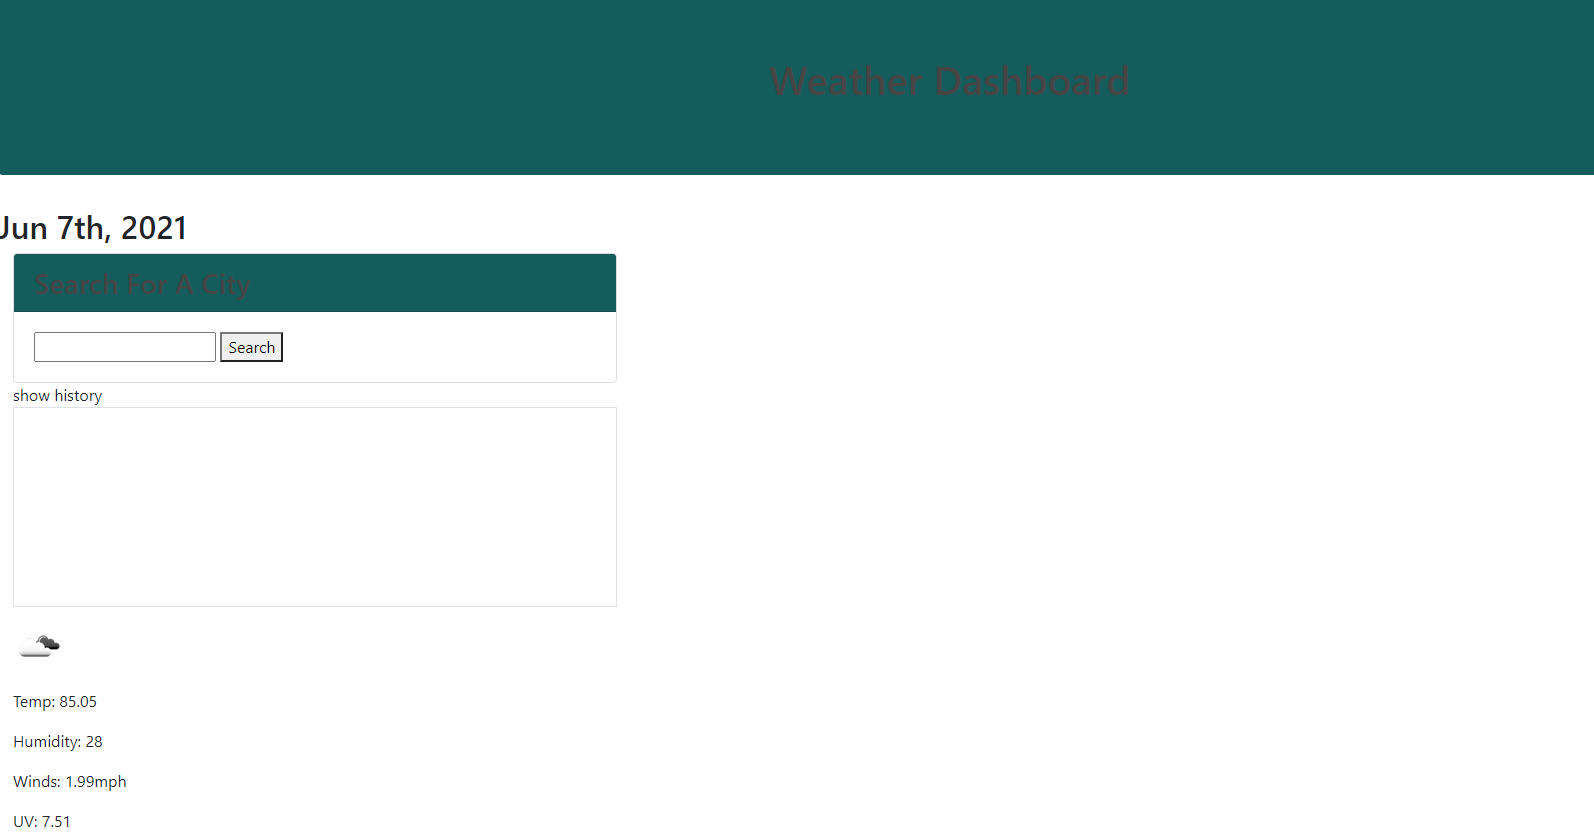 Weather Dashboard
Jun 7th, 2021
Search For A City
Search
show history
Temp: 85.05
Humidity: 28
Winds: 1.99mph
UV: 7.51